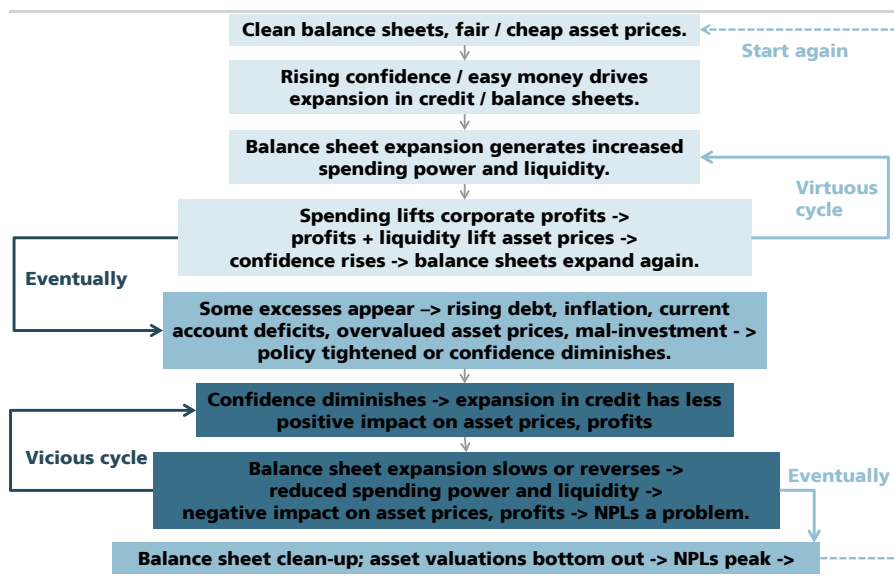 Clean balance sheets, fair / cheap asset prices.
Start again
Rising confidence / easy money drives
expansion in credit / balance sheets.
Balance sheet expansion generates increased
spending power and liquidity.
Virtuous
cycle
Spending lifts corporate profits ->
profits + liquidity lift asset prices ->
confidence rises -> balance sheets expand again.
Eventually
Some excesses appear –> rising debt, inflation, current
account deficits, overvalued asset prices, mal-investment - >
policy tightened or confidence diminishes.
Confidence diminishes -> expansion in credit has less
positive impact on asset prices, profits
Vicious cycle
Balance sheet expansion slows or reverses ->
reduced spending power and liquidity ->
negative impact on asset prices, profits -> NPLs a problem.
Eventually
Balance sheet clean-up; asset valuations bottom out -> NPLs peak ->